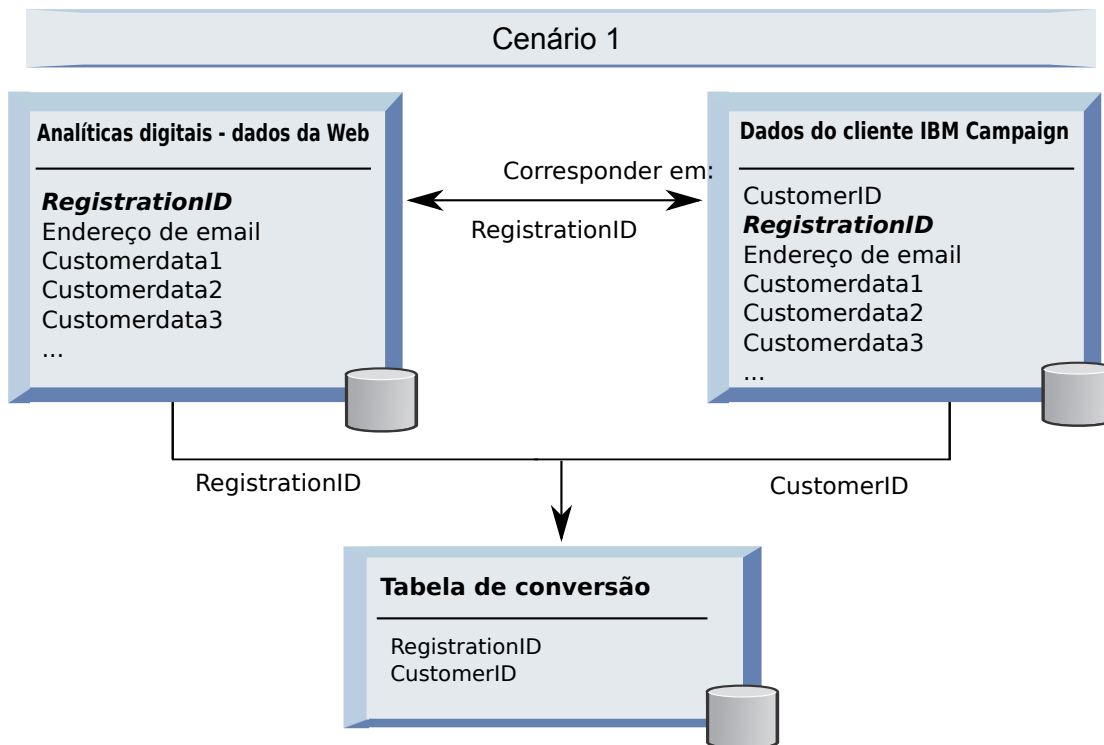 Cenário 1
Analíticas digitais - dados da Web
RegistrationID
Endereço de email
Customerdata1
Customerdata2
Customerdata3
...
Corresponder em:
RegistrationID
Dados do cliente IBM Campaign
CustomerID
RegistrationID
Endereço de email
Customerdata1
Customerdata2
Customerdata3
...
RegistrationID
CustomerID
Tabela de conversão
RegistrationID
CustomerID